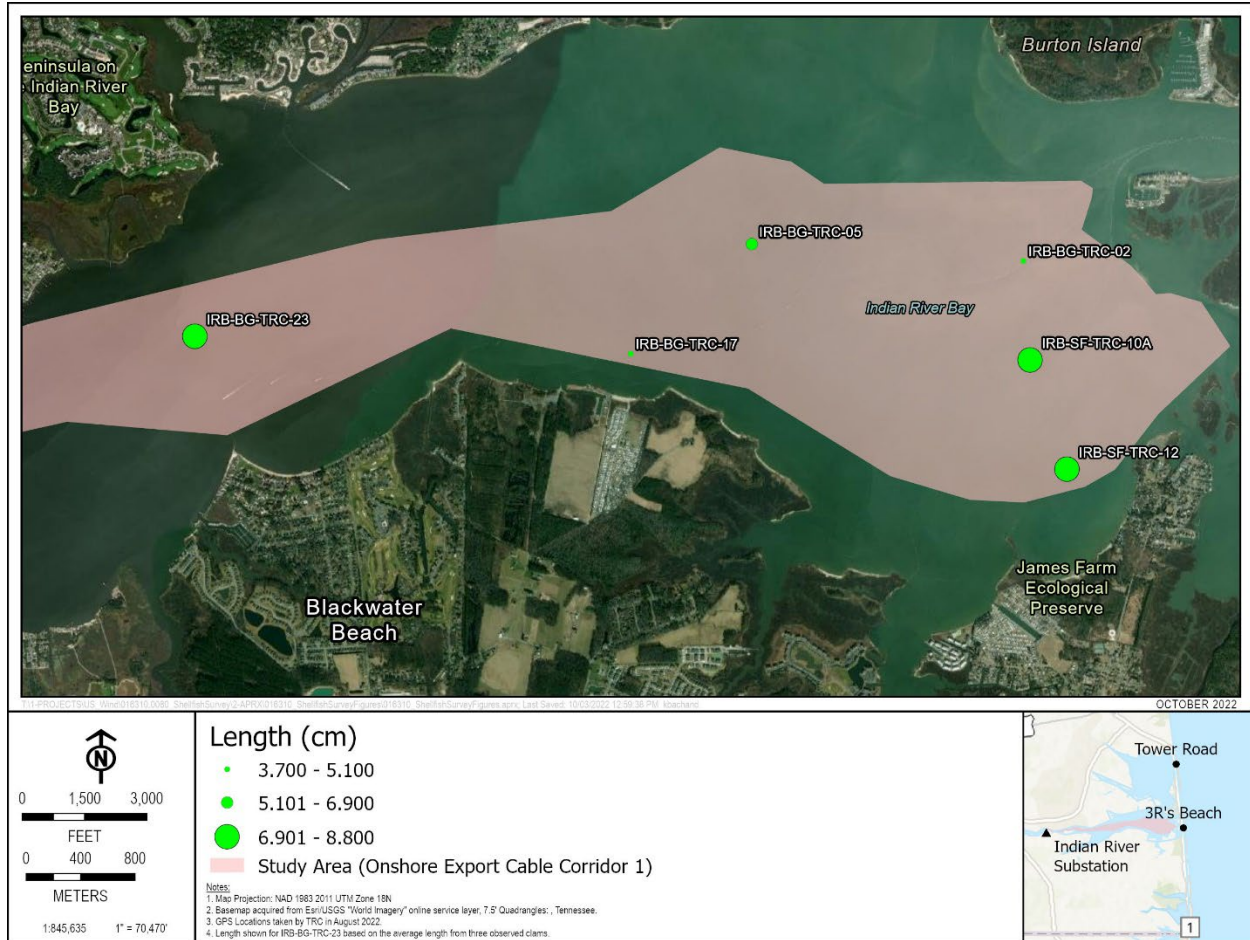 Peninsula on
the Indian River
Bay
Burton Island
IRB-BG-TRC-05
IRB-BG-TRC-02
Indian River Bay
IRB-BG-TRC-23
IRB-BG-TRC-17
IRB-SF-TRC-10A
IRB-SF-TRC-12
James Farm
Ecological
Preserve
Blackwater
Beach
OCTOBER 2022
N
0 1,500 3,000
FEET
0 400 800
METERS
1:845,635 1" = 70,470'
Length (cm)
3.700 - 5.100
5.101 - 6.900
6.901 - 8.800
Study Area (Onshore Export Cable Corridor 1)
Notes:
1. Map Projection: NAD 1983 2011 UTM Zone 18N
2. Basemap acquired from Esri/USGS "World Imagery" online service layer, 7.5' Quadrangles: , Tennessee.
3. GPS Locations taken by TRC in August 2022.
4. Length shown for IRB-BG-TRC-23 based on the average length from three observed clams.
Tower Road
3R's Beach
Indian River
Substation
1